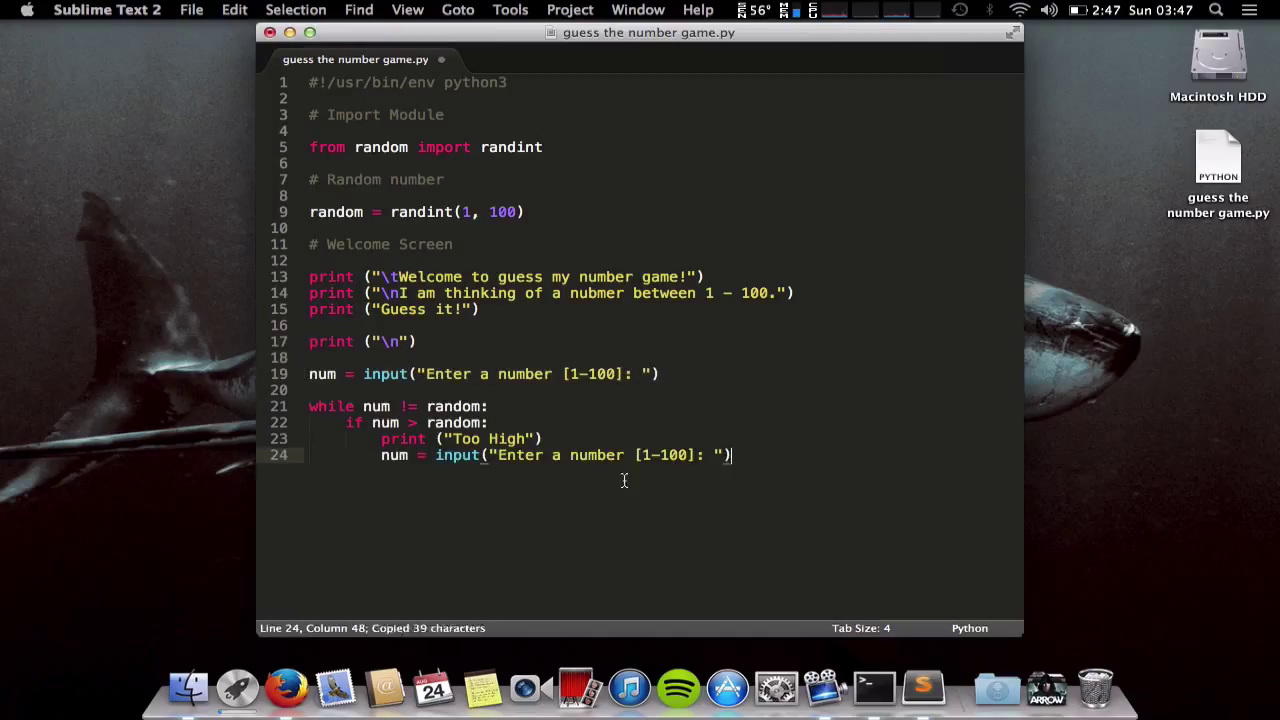 Sublime Text 2 File Edit Selection Find View Goto Tools Project Window Help 56° 2:47 Sun 03:47
guess the number game.py
guess the number game.py
1 #!/usr/bin/env python3
2
3 # Import Module
4
5 from random import randint
6
7 # Random number
8
9 random = randint(1, 100)
10
11 # Welcome Screen
12
13 print ("\tWelcome to guess my number game!")
14 print ("\nI am thinking of a nubmer between 1 - 100.")
15 print ("Guess it!")
16
17 print ("\n")
18
19 num = input("Enter a number [1-100]: ")
20
21 while num != random:
22 if num > random:
23 print ("Too High")
24 num = input("Enter a number [1-100]: ")
Line 24, Column 48; Copied 39 characters Tab Size: 4 Python
Macintosh HDD
PYTHON
guess the
number game.py
AUG
24
ARROW